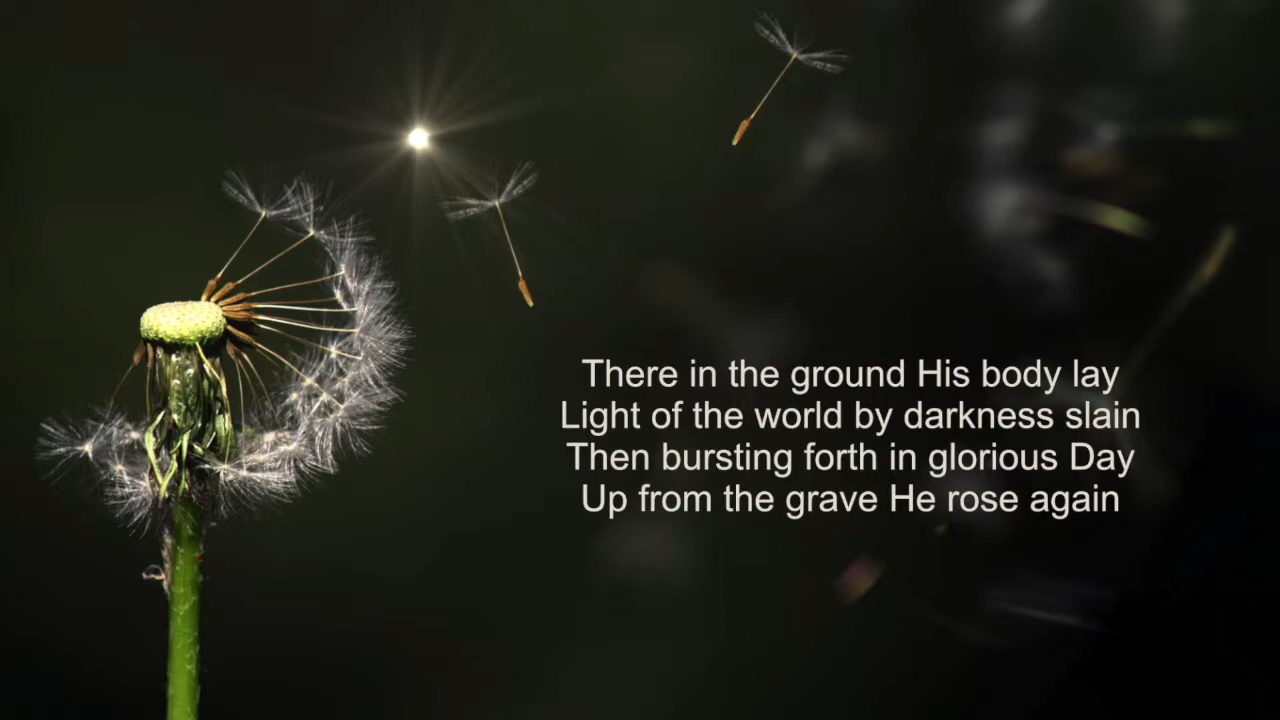 There in the ground His body lay
Light of the world by darkness slain
Then bursting forth in glorious Day
Up from the grave He rose again